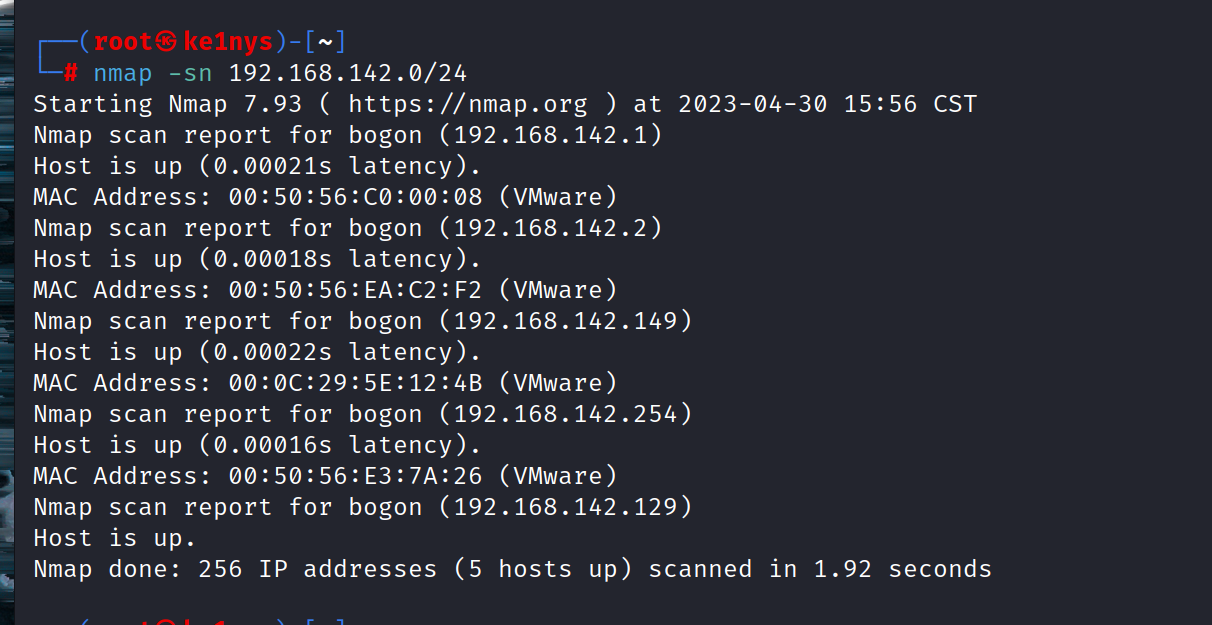 ┌──(root㉿ke1nys)-[~]
└─# nmap -sn 192.168.142.0/24
Starting Nmap 7.93 ( https://nmap.org ) at 2023-04-30 15:56 CST
Nmap scan report for bogon (192.168.142.1)
Host is up (0.00021s latency).
MAC Address: 00:50:56:C0:00:08 (VMware)
Nmap scan report for bogon (192.168.142.2)
Host is up (0.00018s latency).
MAC Address: 00:50:56:EA:C2:F2 (VMware)
Nmap scan report for bogon (192.168.142.149)
Host is up (0.00022s latency).
MAC Address: 00:0C:29:5E:12:4B (VMware)
Nmap scan report for bogon (192.168.142.254)
Host is up (0.00016s latency).
MAC Address: 00:50:56:E3:7A:26 (VMware)
Nmap scan report for bogon (192.168.142.129)
Host is up.
Nmap done: 256 IP addresses (5 hosts up) scanned in 1.92 seconds